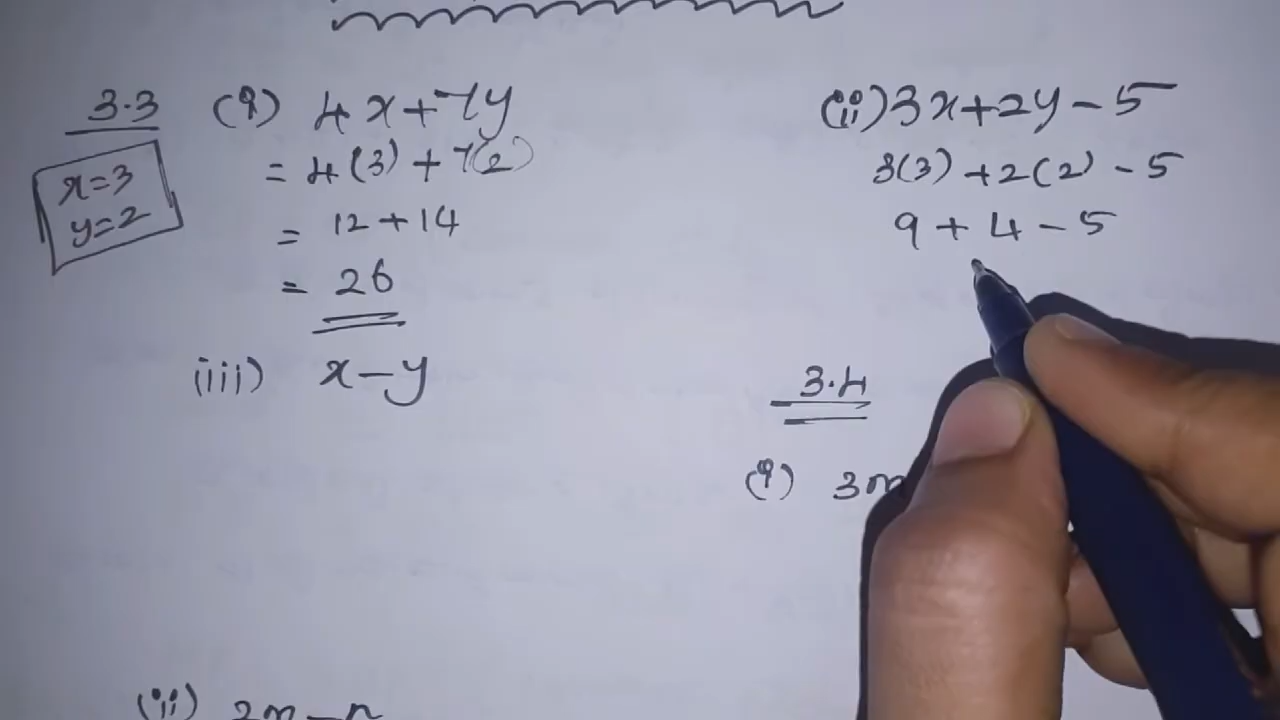 3.3 (i) 4x+7y
x=3
y=2
= 4(3) + 7(2)
= 12 + 14
= 26
(iii) x-y
(ii) 3x+2y-5
3(3) +2(2) -5
9 + 4 - 5
3.4
(i) 3m
(ii) 2m-n